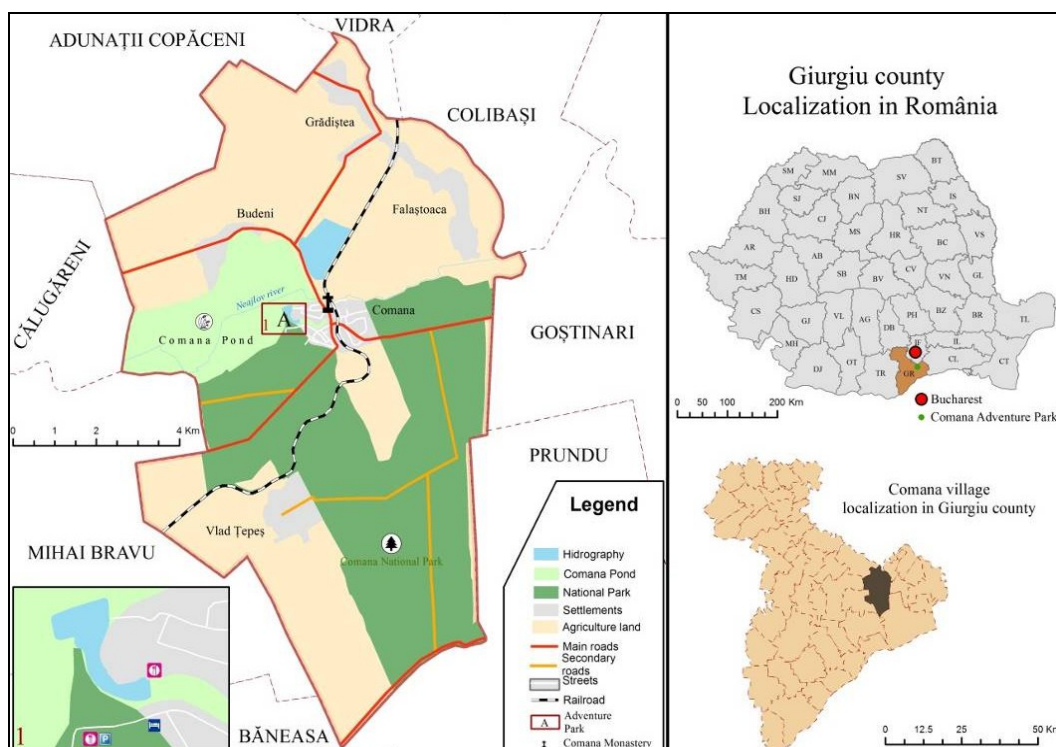 VIDRA
ADUNAȚII COPĂCENI
COLIBAȘI
Grădiștea
Falaștoaca
Budeni
CĂLUGĂRENI
Neajlov river
Comana
1 A
Comana Pond
GOȘTINARI
0 1 2 4 Km
PRUNDU
Vlad Țepeș
MIHAI BRAVU
Comana National Park
BĂNEASA
1
P
Legend
Hidrography
Comana Pond
National Park
Settlements
Agriculture land
Main roads
Secondary
roads
Streets
Railroad
A Adventure
Park
Comana Monastery
Giurgiu county
Localization in România
BT
SM MM SV
IS
SJ BN
BH NT
CJ
MS VS
HR
AR BC
AB
TM HD SB BV CV VN GL
CS GJ VL AG PH BZ BR TL
DB
MH IF IL
OT CL CT
DJ TR GR
0 50 100 200 Km
Bucharest
Comana Adventure Park
Comana village
localization in Giurgiu county
0 12.5 25 50 Km